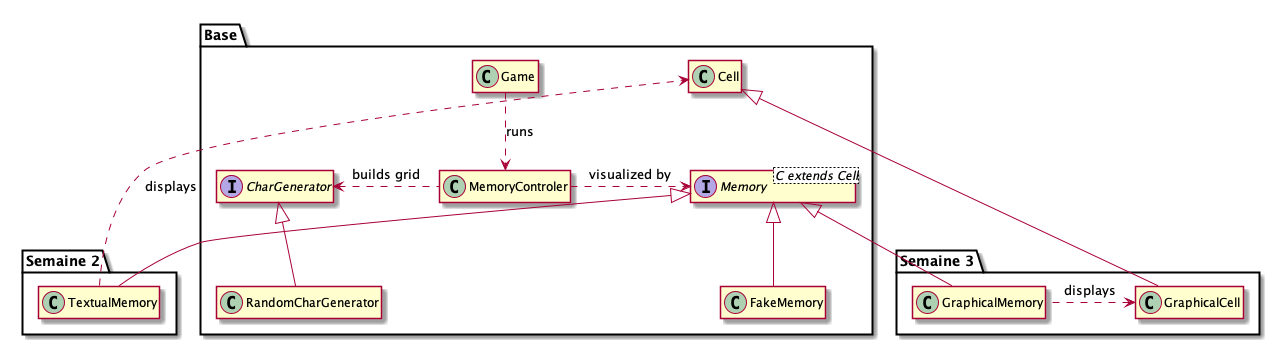 Base
C Game
C Cell
runs
displays
I CharGenerator
builds grid
C MemoryControler
visualized by
I Memory
C extends Cell
Semaine 2
C TextualMemory
C RandomCharGenerator
C FakeMemory
Semaine 3
C GraphicalMemory
displays
C GraphicalCell